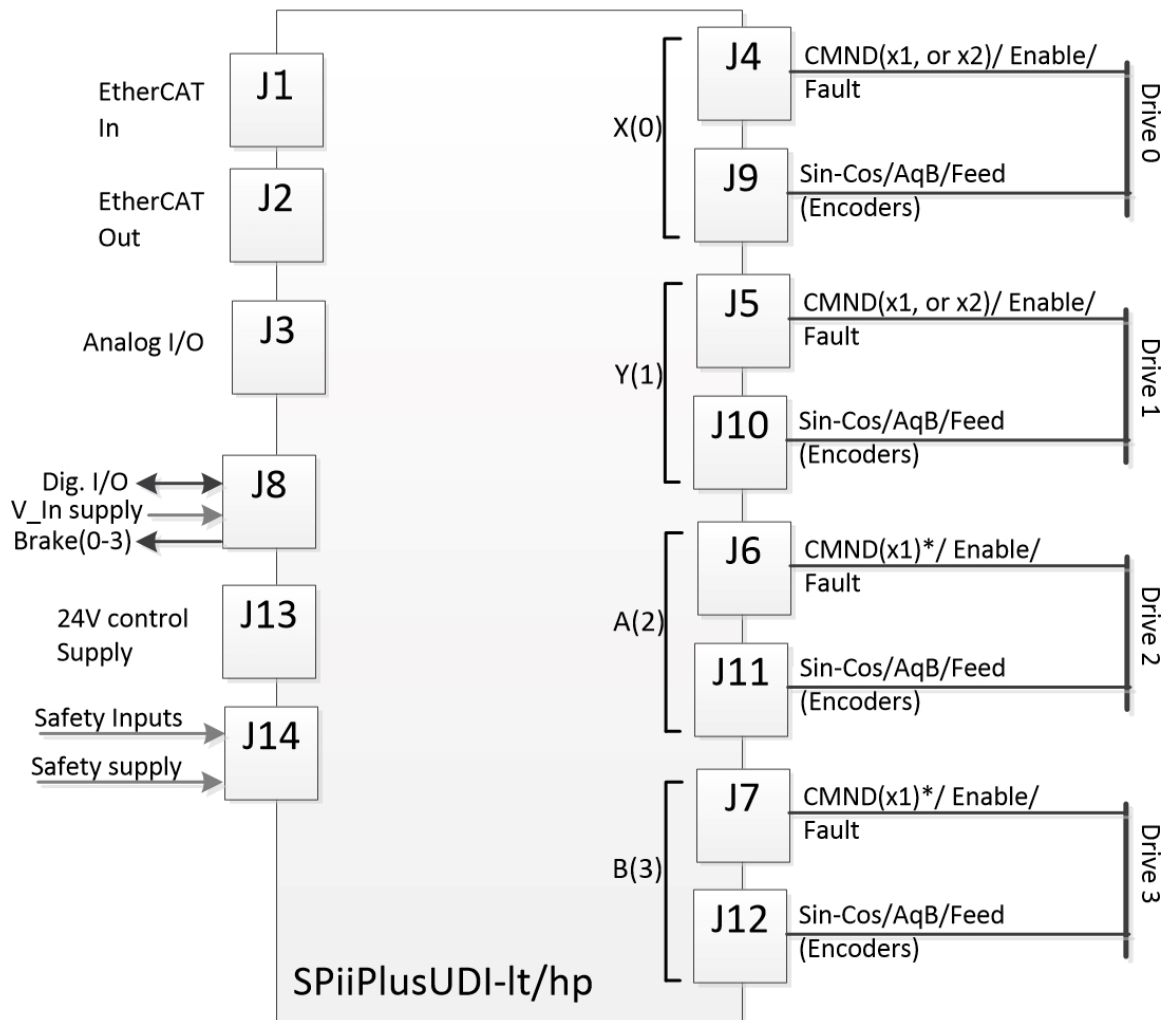 J1
EtherCAT
In
J2
EtherCAT
Out
J3
Analog I/O
J8
Dig. I/O
V_In supply
Brake(0-3)
J13
24V control
Supply
J14
Safety Inputs
Safety supply
X(0)
J4
CMND(x1, or x2)/ Enable/
Fault
J9
Sin-Cos/AqB/Feed
(Encoders)
Drive 0
Y(1)
J5
CMND(x1, or x2)/ Enable/
Fault
J10
Sin-Cos/AqB/Feed
(Encoders)
Drive 1
A(2)
J6
CMND(x1)*/ Enable/
Fault
J11
Sin-Cos/AqB/Feed
(Encoders)
Drive 2
B(3)
J7
CMND(x1)*/ Enable/
Fault
J12
Sin-Cos/AqB/Feed
(Encoders)
Drive 3
SPiiPlusUDI-lt/hp